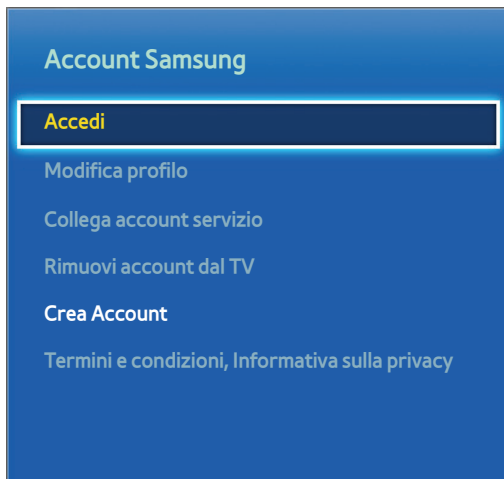 Account Samsung
Accedi
Modifica profilo
Collega account servizio
Rimuovi account dal TV
Crea Account
Termini e condizioni, Informativa sulla privacy